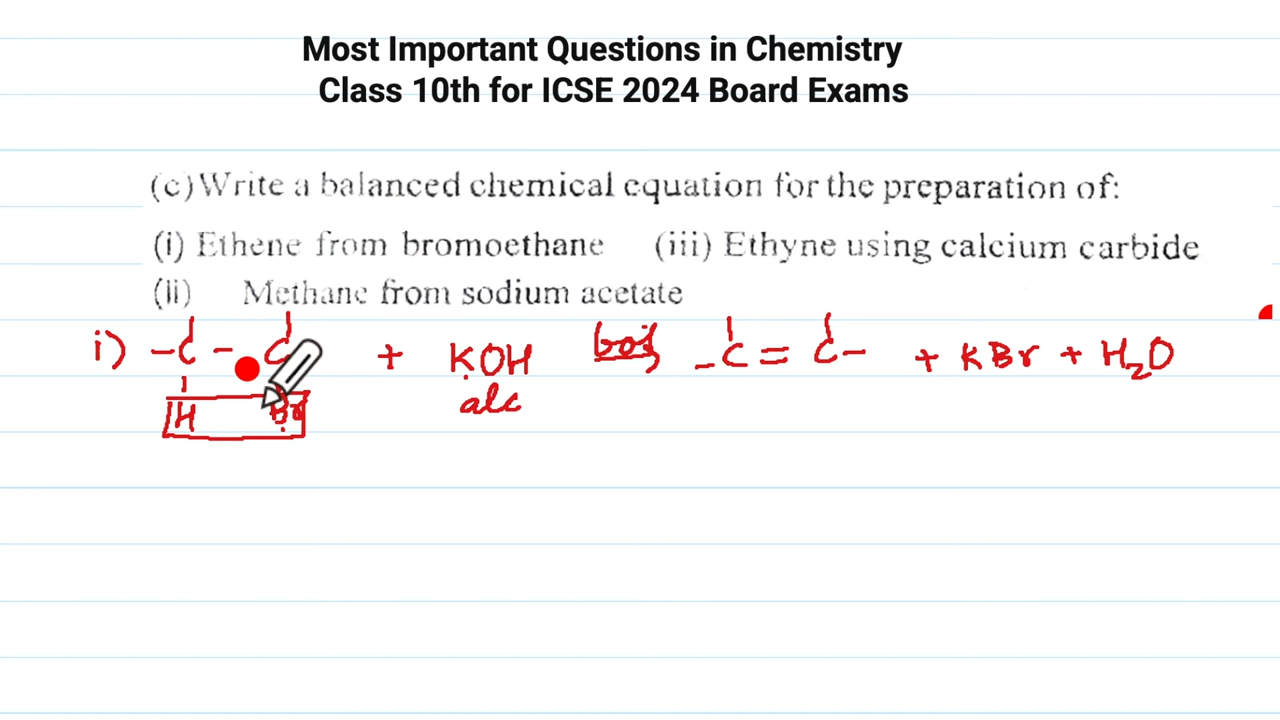 Most Important Questions in Chemistry
Class 10th for ICSE 2024 Board Exams
(c) Write a balanced chemical equation for the preparation of:
(i) Ethene from bromoethane (iii) Ethyne using calcium carbide
(ii) Methane from sodium acetate
i) -C-C + KOH -C=C- + KBr + H₂O
H Br alc